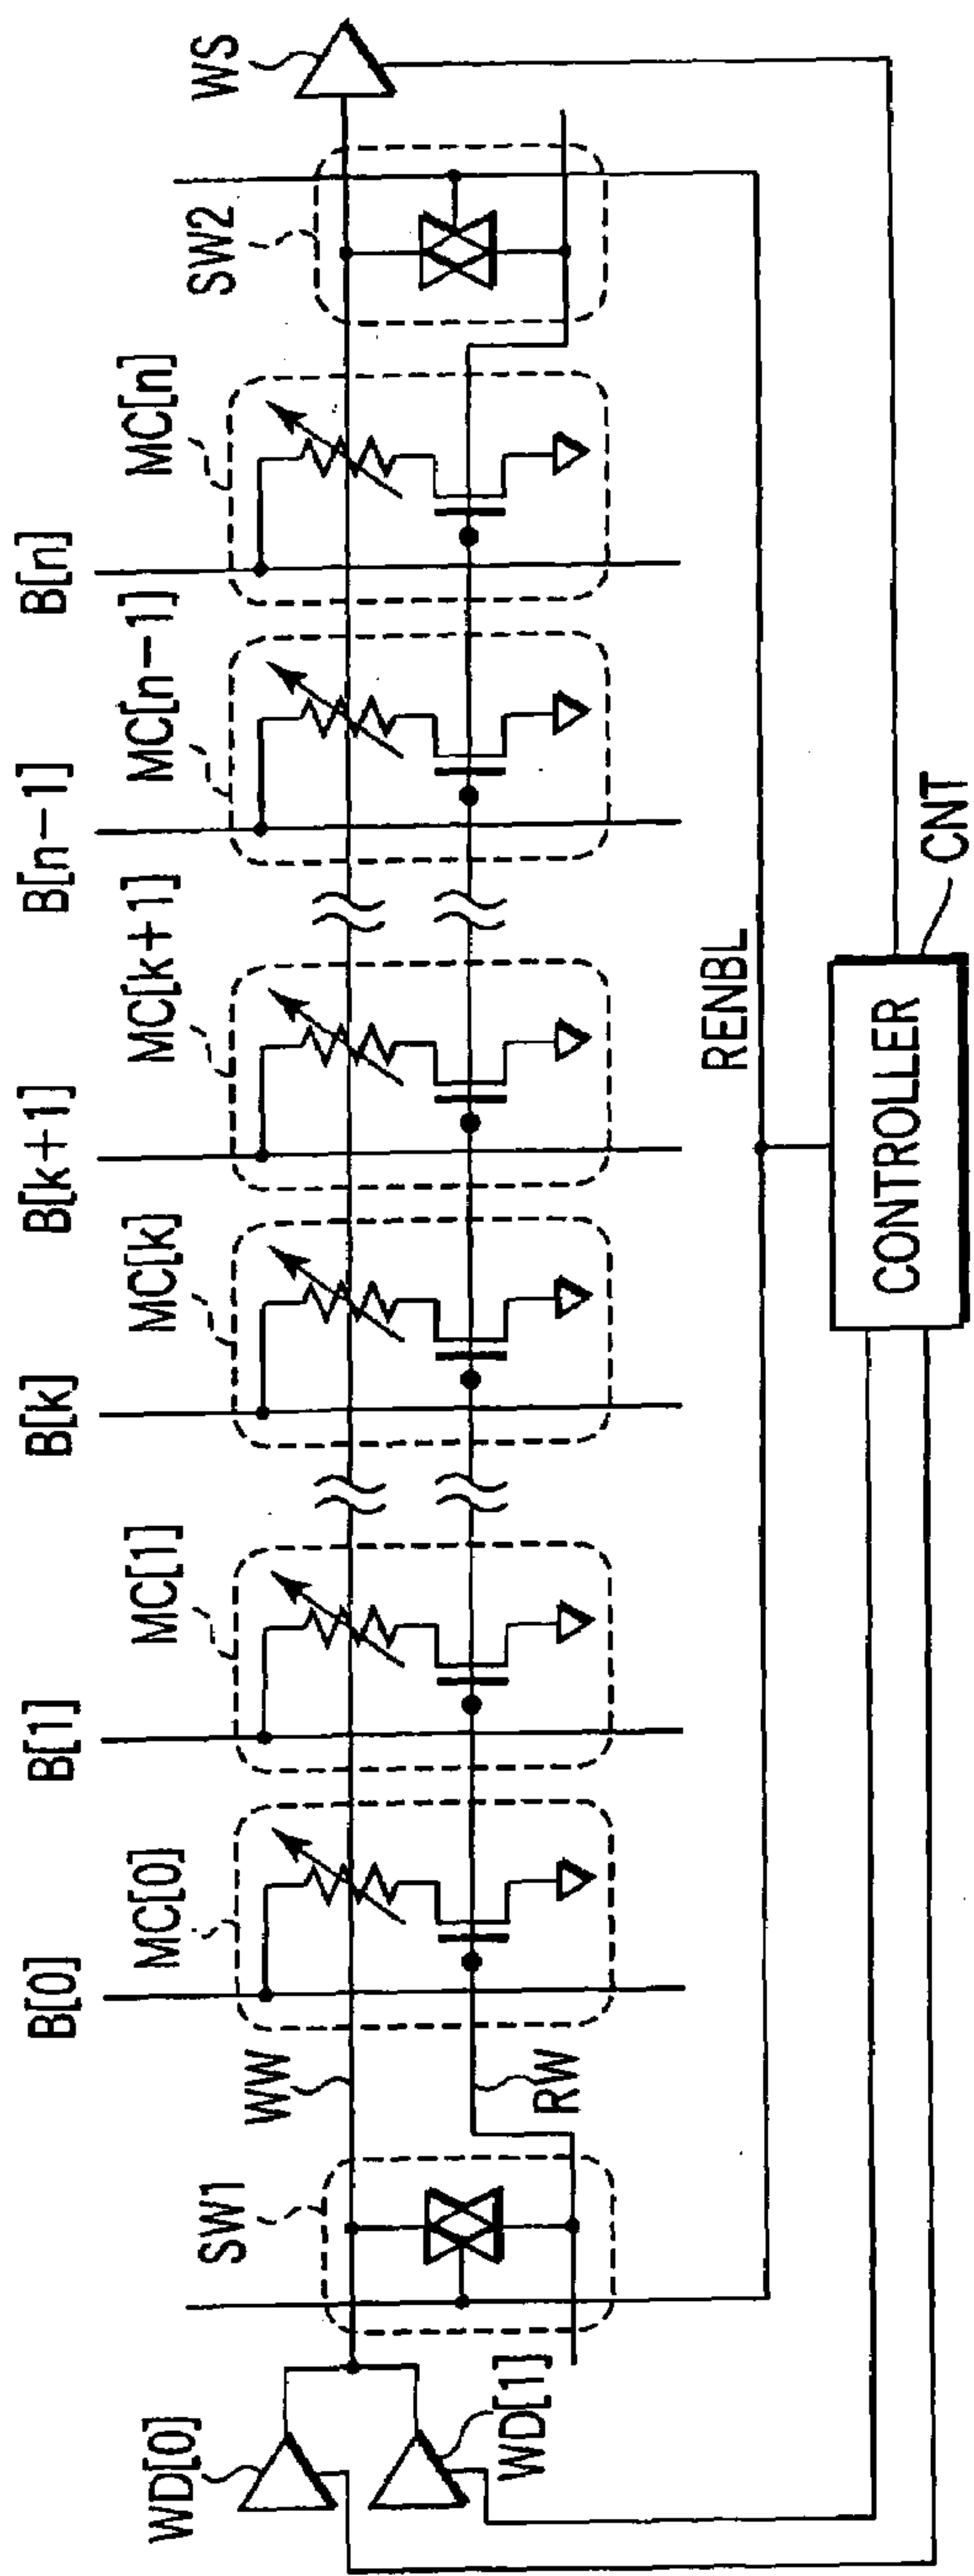 B[0]
B[1]
B[k]
B[k+1]
B[n-1]
B[n]
MC[0]
MC[1]
MC[k]
MC[k+1]
MC[n-1]
MC[n]
WD[0]
WD[1]
SW1
WW
RW
SW2
WS
RENBL
CONTROLLER
CNT